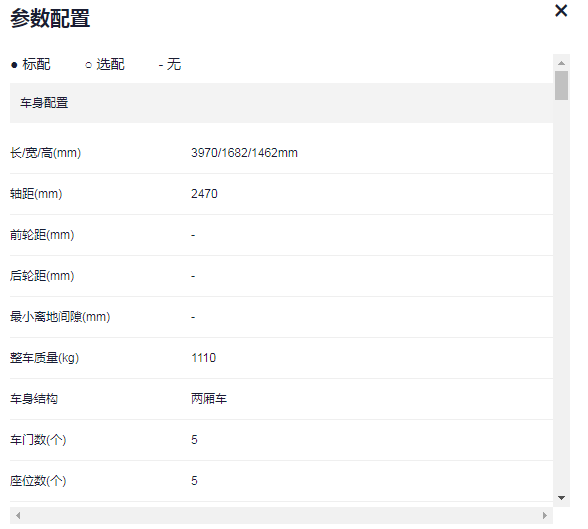 参数配置
● 标配 ○ 选配 - 无
车身配置
长/宽/高(mm) 3970/1682/1462mm
轴距(mm) 2470
前轮距(mm) -
后轮距(mm) -
最小离地间隙(mm) -
整车质量(kg) 1110
车身结构 两厢车
车门数(个) 5
座位数(个) 5